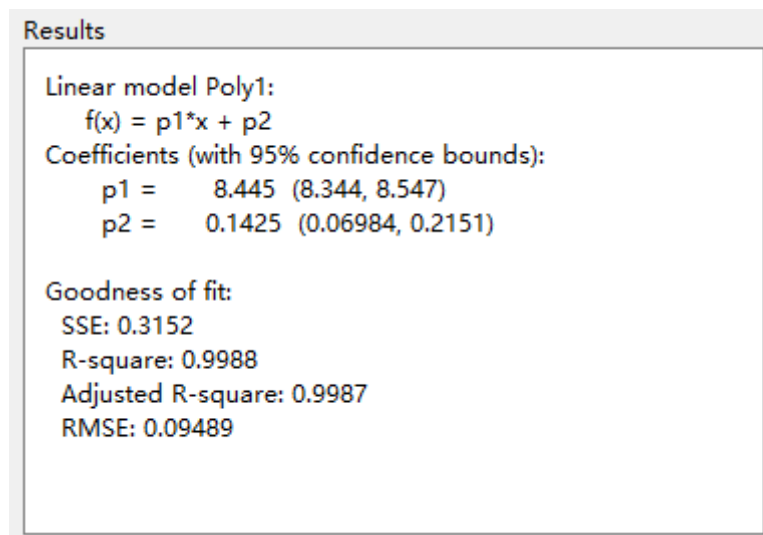 Results
Linear model Poly1:
f(x) = p1*x + p2
Coefficients (with 95% confidence bounds):
p1 = 8.445 (8.344, 8.547)
p2 = 0.1425 (0.06984, 0.2151)
Goodness of fit:
SSE: 0.3152
R-square: 0.9988
Adjusted R-square: 0.9987
RMSE: 0.09489